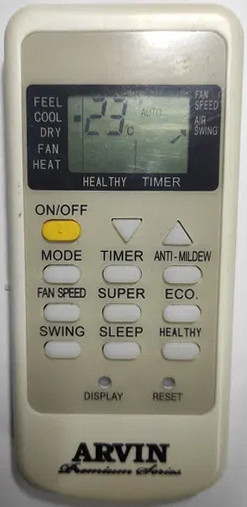 FEEL
COOL
DRY
FAN
HEAT
23°C
AUTO
FAN SPEED
AIR SWING
HEALTHY TIMER
ON/OFF
MODE TIMER ANTI-MILDEW
FAN SPEED SUPER ECO.
SWING SLEEP HEALTHY
DISPLAY RESET
ARVIN
Premium Series